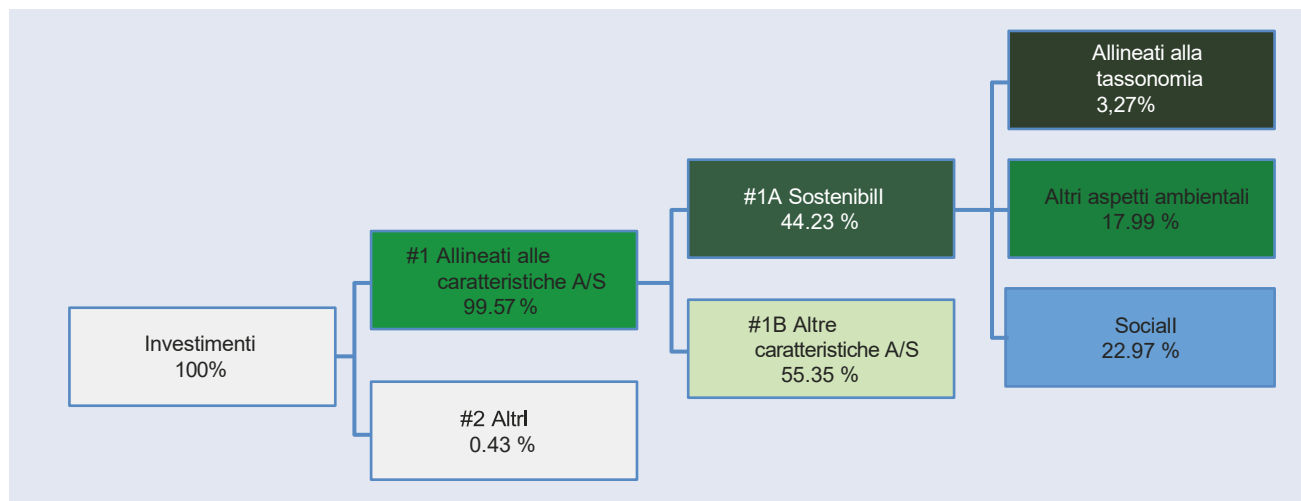 Investimenti
100%
#1 Allineati alle
caratteristiche A/S
99.57 %
#2 AltrI
0.43 %
#1A SostenibilI
44.23 %
#1B Altre
caratteristiche A/S
55.35 %
Allineati alla
tassonomia
3,27%
Altri aspetti ambientali
17.99 %
SocialI
22.97 %